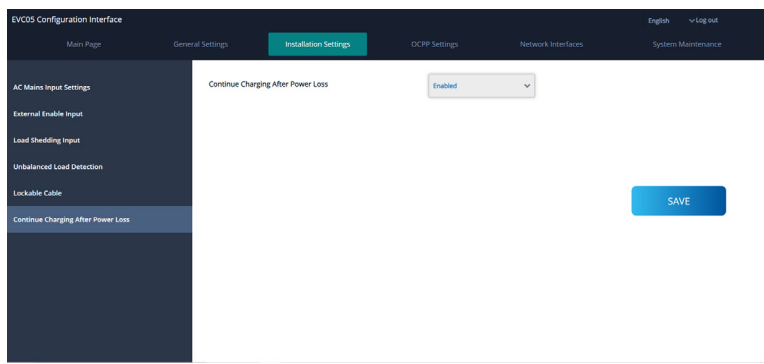 EVC05 Configuration Interface
English
Log out
Main Page
General Settings
Installation Settings
OCPP Settings
Network Interfaces
System Maintenance
AC Mains Input Settings
External Enable Input
Load Shedding Input
Unbalanced Load Detection
Lockable Cable
Continue Charging After Power Loss
Continue Charging After Power Loss
Enabled
SAVE